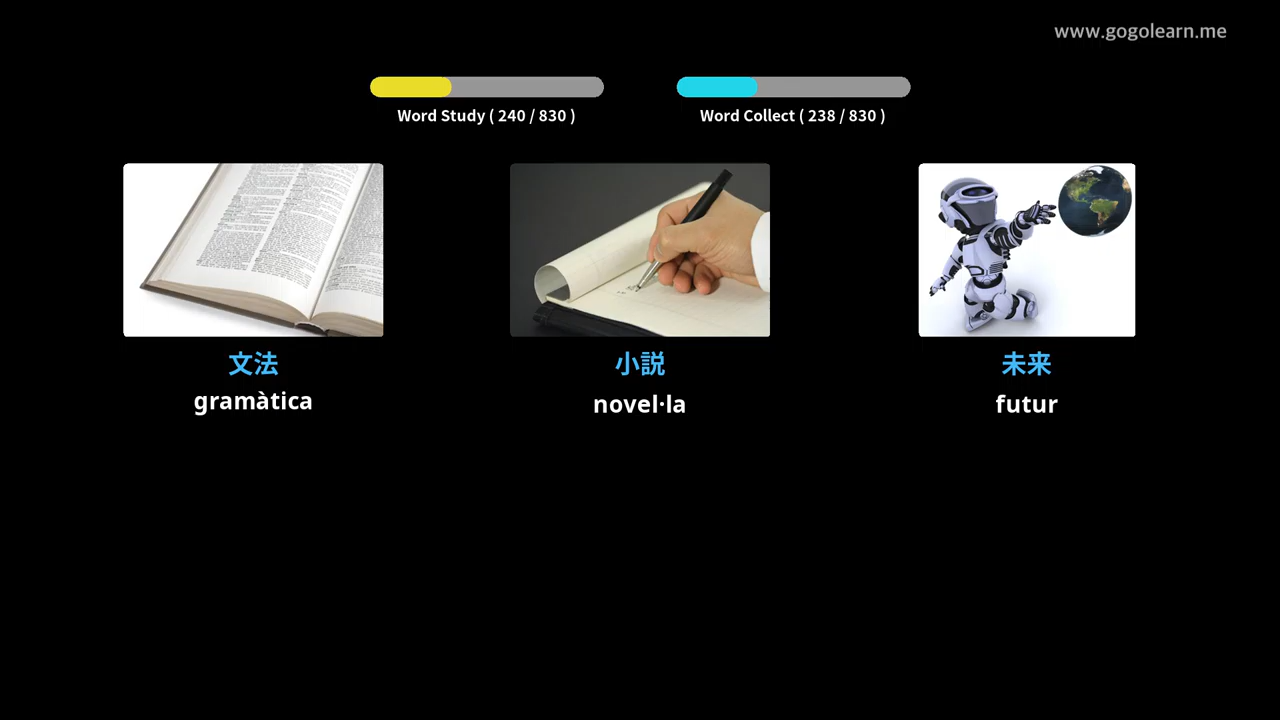 www.gogolearn.me
Word Study ( 240 / 830 )
Word Collect ( 238 / 830 )
文法
小説
未来
gramàtica
novel·la
futur